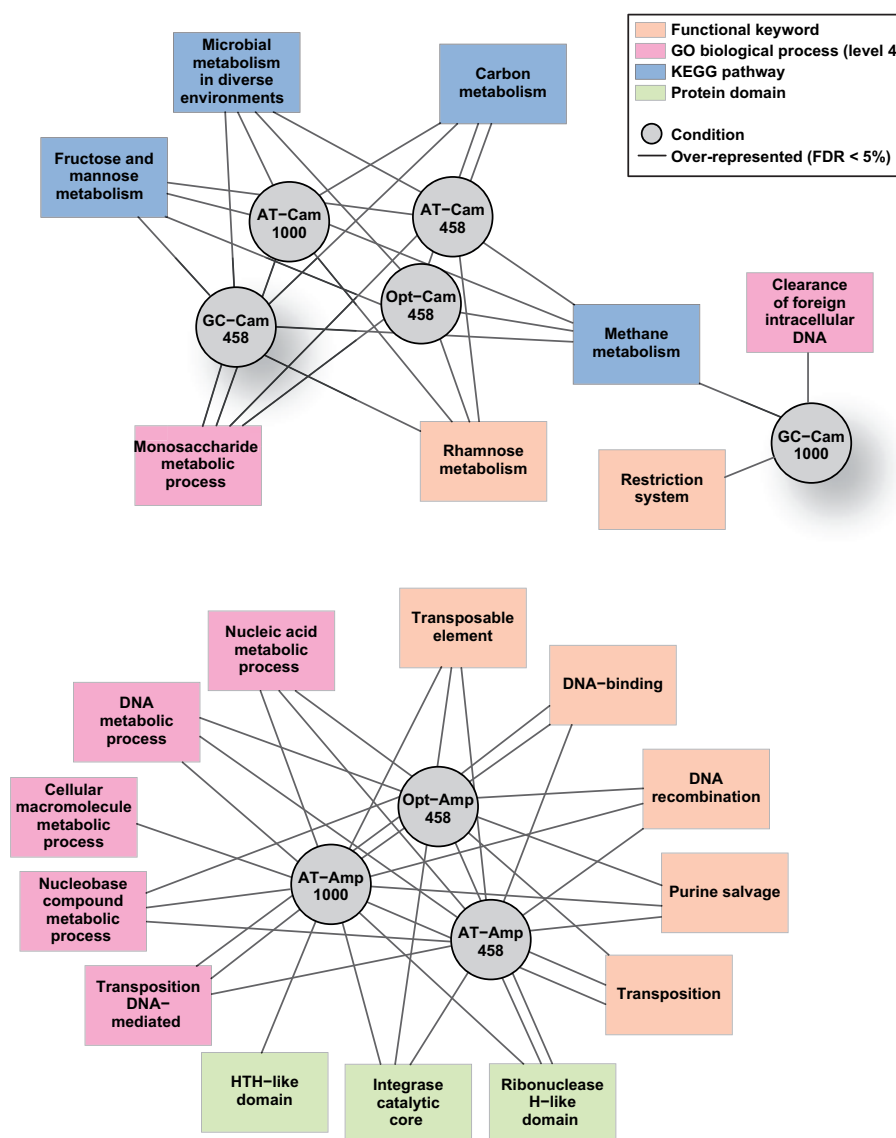 Functional keyword
GO biological process (level 4
KEGG pathway
Protein domain
Condition
Over−represented (FDR < 5%)
Microbial
metabolism
in diverse
environments
Carbon
metabolism
Fructose and
mannose
metabolism
AT−Cam
1000
AT−Cam
458
Opt−Cam
458
GC−Cam
458
Clearance
of foreign
intracellular
DNA
Methane
metabolism
GC−Cam
1000
Monosaccharide
metabolic
process
Rhamnose
metabolism
Restriction
system
Transposable
element
Nucleic acid
metabolic
process
DNA−binding
DNA
metabolic
process
DNA
recombination
Opt−Amp
458
Cellular
macromolecule
metabolic
process
AT−Amp
1000
Nucleobase
compound
metabolic
process
Purine salvage
AT−Amp
458
Transposition
DNA−
mediated
Transposition
HTH−like
domain
Integrase
catalytic
core
Ribonuclease
H−like
domain